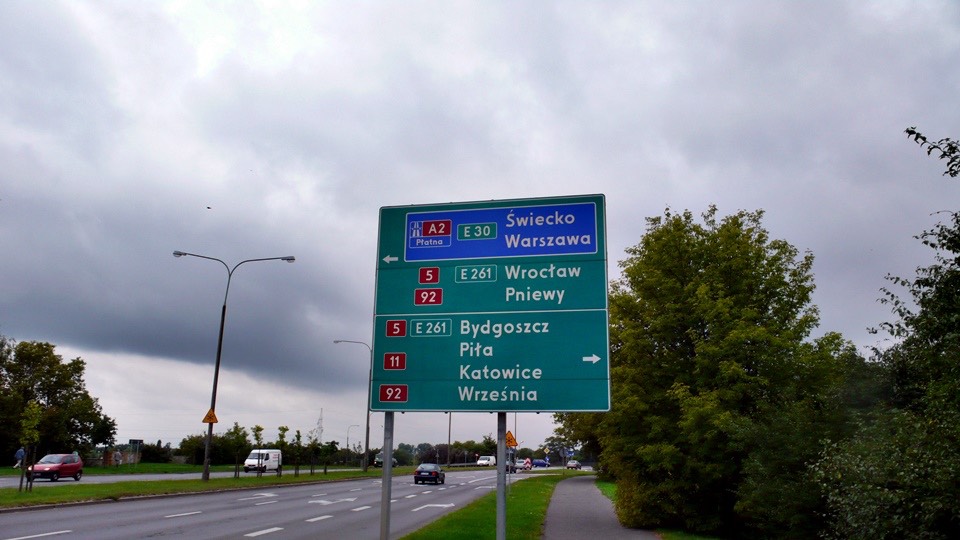 A2 E 30 Świecko
Płatna Warszawa
5 E 261 Wrocław
92 Pniewy
5 E 261 Bydgoszcz
Piła
11 Katowice
92 Września